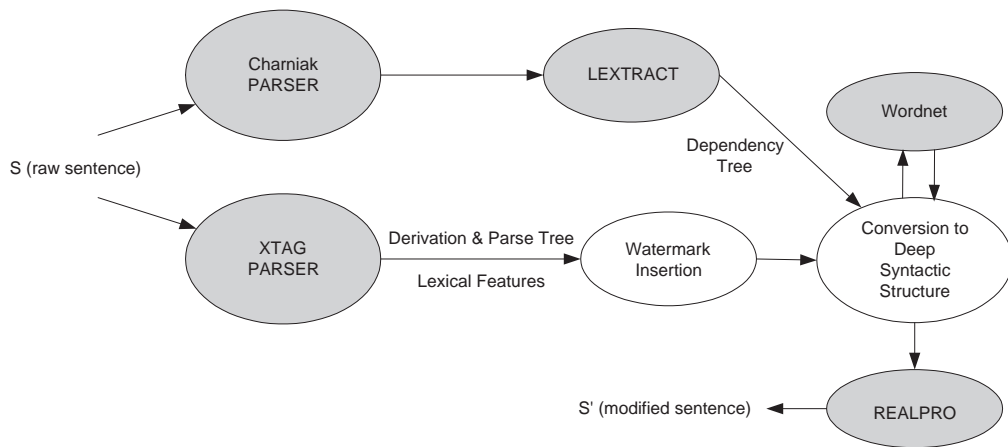 Charniak
PARSER
LEXTRACT
Wordnet
Dependency
Tree
S (raw sentence)
XTAG
PARSER
Derivation & Parse Tree
Lexical Features
Watermark
Insertion
Conversion to
Deep
Syntactic
Structure
S' (modified sentence)
REALPRO